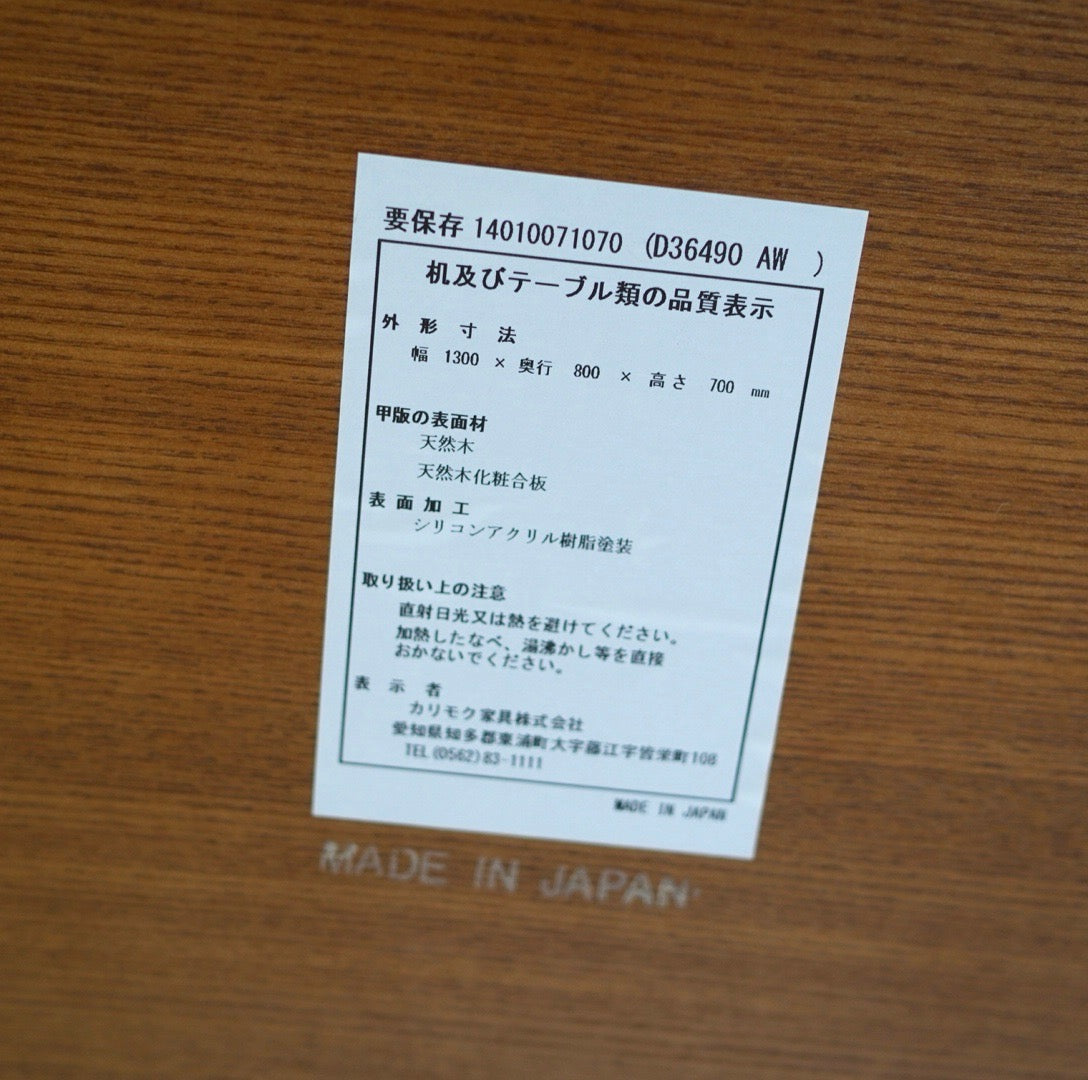 要保存 14010071070 (D36490 AW )
机及びテーブル類の品質表示
外形寸法
幅 1300 × 奥行 800 × 高さ 700 mm
甲版の表面材
天然木
天然木化粧合板
表面加工
シリコンアクリル樹脂塗装
取り扱い上の注意
直射日光又は熱を避けてください。
加熱したなべ、湯沸かし等を直接
おかないでください。
表示者
カリモク家具株式会社
愛知県知多郡東浦町大字藤江字皆栄町108
TEL (0562) 83-1111
MADE IN JAPAN
MADE IN JAPAN